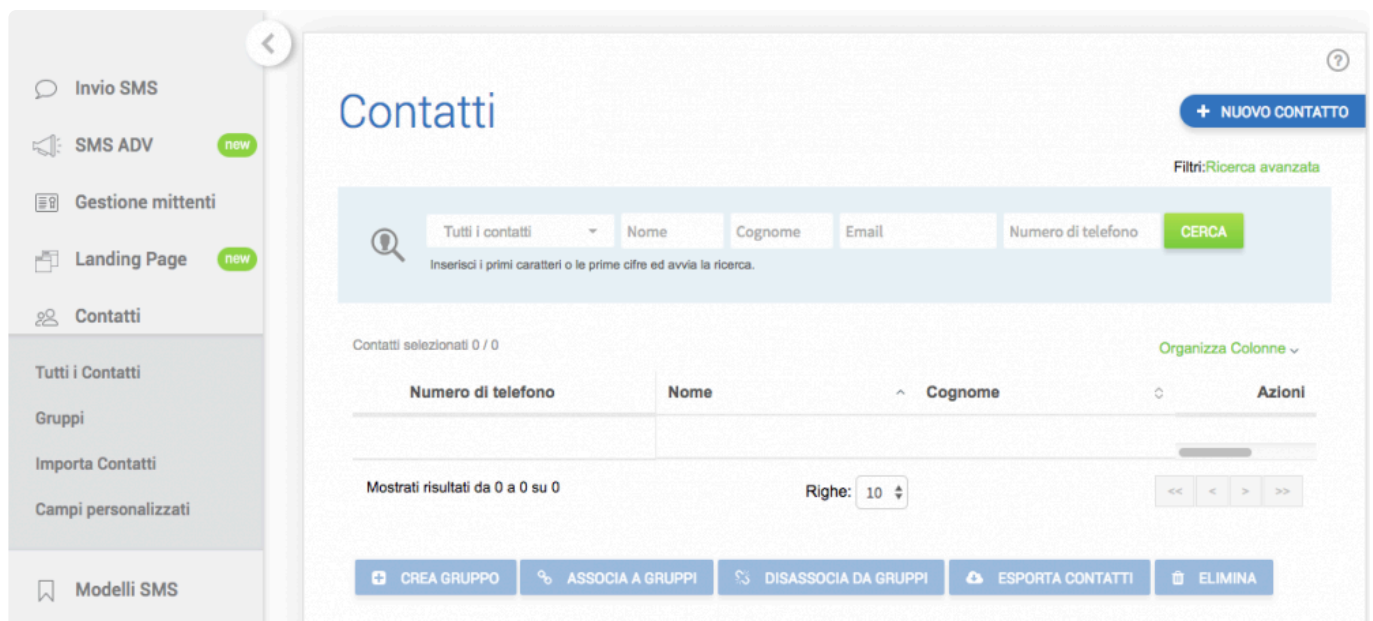 Invio SMS
SMS ADV new
Gestione mittenti
Landing Page new
Contatti
Tutti i Contatti
Gruppi
Importa Contatti
Campi personalizzati
Modelli SMS
?
Contatti
+ NUOVO CONTATTO
Filtri:Ricerca avanzata
Tutti i contatti Nome Cognome Email Numero di telefono CERCA
Inserisci i primi caratteri o le prime cifre ed avvia la ricerca.
Contatti selezionati 0 / 0
Organizza Colonne
Numero di telefono Nome Cognome Azioni
Mostrati risultati da 0 a 0 su 0 Righe: 10 << < > >>
CREA GRUPPO ASSOCIA A GRUPPI DISASSOCIA DA GRUPPI ESPORTA CONTATTI ELIMINA